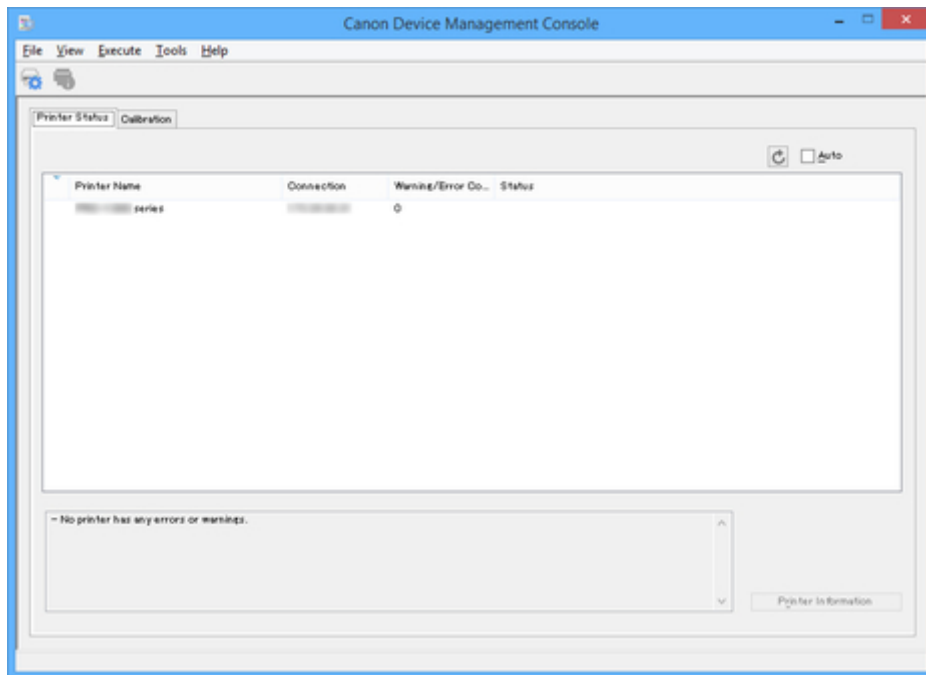 Canon Device Management Console
File View Execute Tools Help
Printer Status Calibration
Auto
Printer Name Connection Warning/Error Co... Status
series 0
- No printer has any errors or warnings.
Printer Information